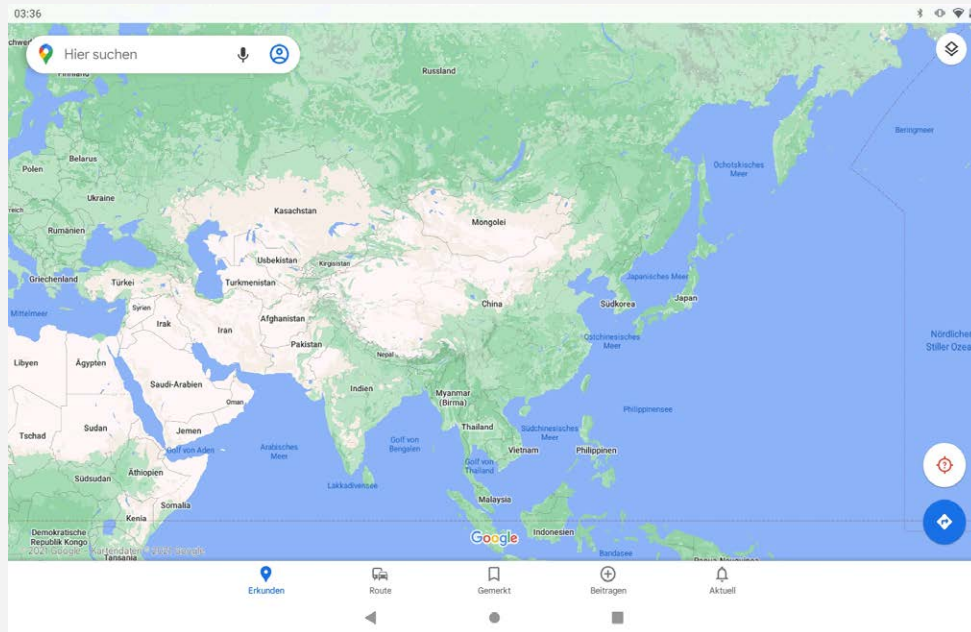 03:36
Hier suchen
Finnland
Russland
Beringmeer
Ochotskisches
Meer
Belarus
Polen
Ukraine
Kasachstan
Mongolei
Rumänien
Usbekistan
Kirgisistan
Griechenland
Türkei
Turkmenistan
Japanisches Meer
Syrien
China
Südkorea
Japan
Mittelmeer
Irak
Iran
Afghanistan
Pakistan
Ostchinesisches
Meer
Nördlicher
Stiller Ozea
Libyen
Ägypten
Nepal
Saudi-Arabien
Indien
Oman
Myanmar
(Birma)
Philippinensee
Tschad
Sudan
Jemen
Thailand
Südchinesisches
Meer
Golf von Aden
Arabisches
Meer
Golf von
Bengalen
Vietnam
Philippinen
Südsudan
Äthiopien
Golf von
Thailand
Lakkadivensee
Somalia
Malaysia
Kenia
Demokratische
Republik Kongo
Google
Indonesien
Bandasee
Tansania
Papua-Neuguinea
Erkunden
Route
Gemerkt
Beitragen
Aktuell